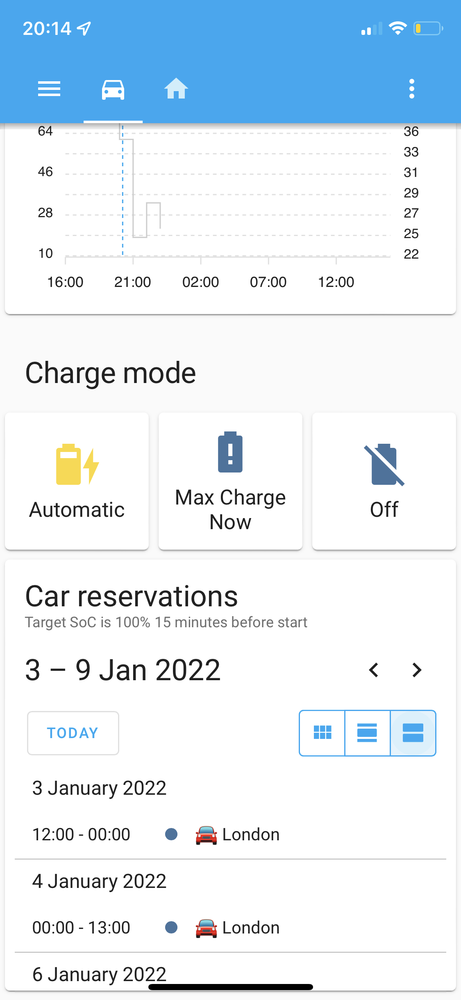 20:14
64
36
33
46
31
29
28
27
25
10
22
16:00 21:00 02:00 07:00 12:00
Charge mode
Automatic
Max Charge
Now
Off
Car reservations
Target SoC is 100% 15 minutes before start
3 – 9 Jan 2022
TODAY
3 January 2022
12:00 - 00:00 London
4 January 2022
00:00 - 13:00 London
6 January 2022